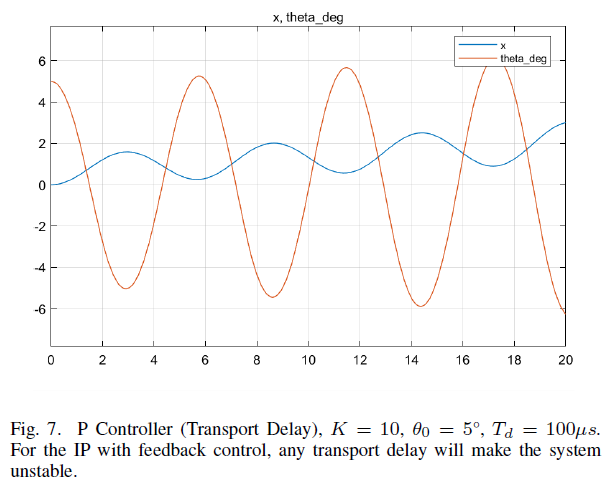 x, theta_deg
x
theta_deg
6
4
2
0
-2
-4
-6
0 2 4 6 8 10 12 14 16 18 20
Fig. 7. P Controller (Transport Delay), K = 10, θ₀ = 5°, T_d = 100μs.
For the IP with feedback control, any transport delay will make the system
unstable.